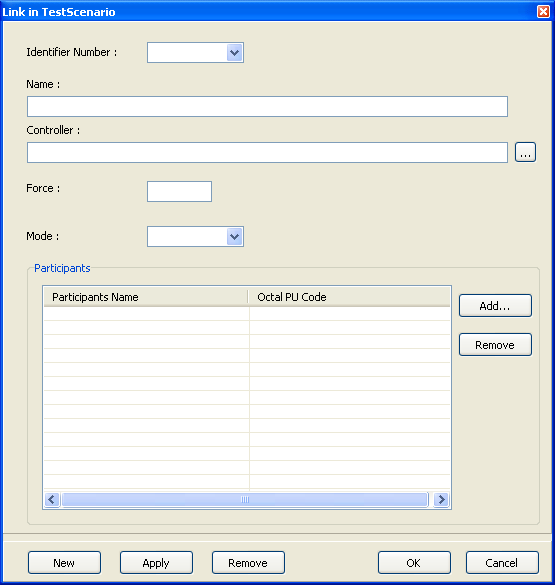 Link in TestScenario
Identifier Number :
Name :
Controller :
...
Force :
Mode :
Participants
Participants Name Octal PU Code
Add...
Remove
New Apply Remove OK Cancel